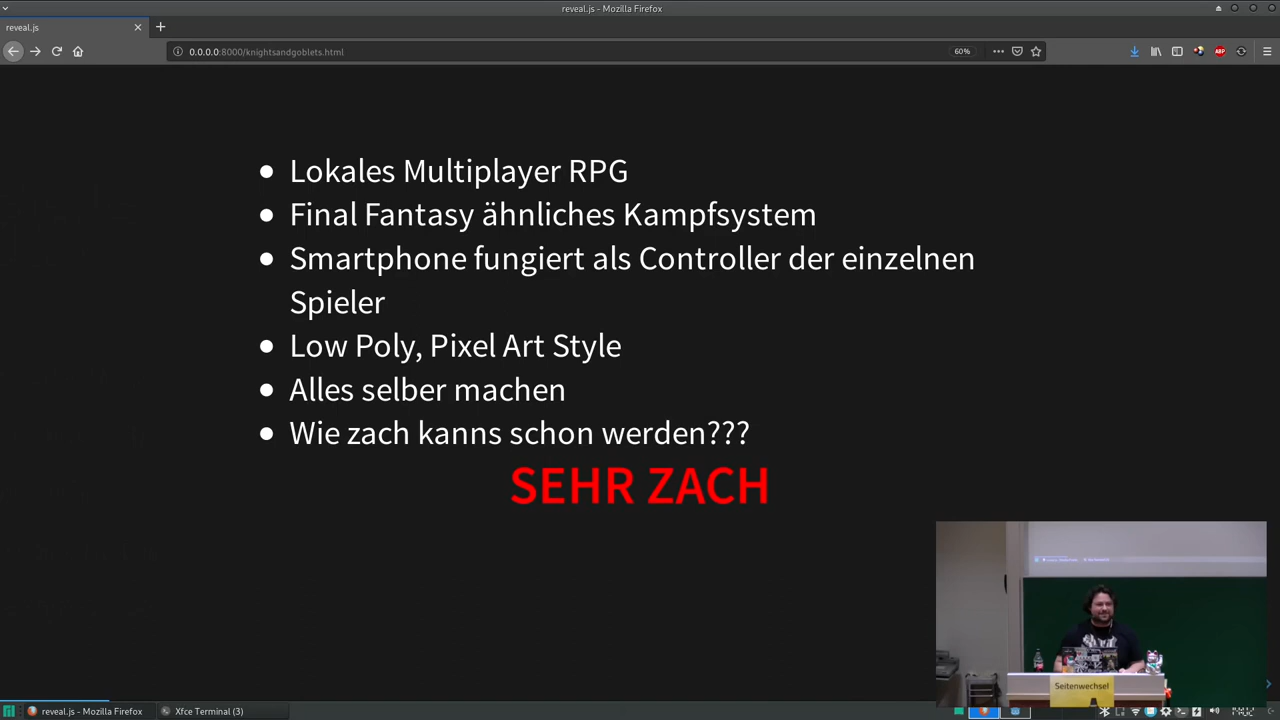 reveal.js - Mozilla Firefox
reveal.js
0.0.0.0:8000/knightsandgoblets.html
60%
ABP
Lokales Multiplayer RPG
Final Fantasy ähnliches Kampfsystem
Smartphone fungiert als Controller der einzelnen
Spieler
Low Poly, Pixel Art Style
Alles selber machen
Wie zach kanns schon werden???
SEHR ZACH
Seitenwechsel
reveal.js - Mozilla Firefox
Xfce Terminal (3)